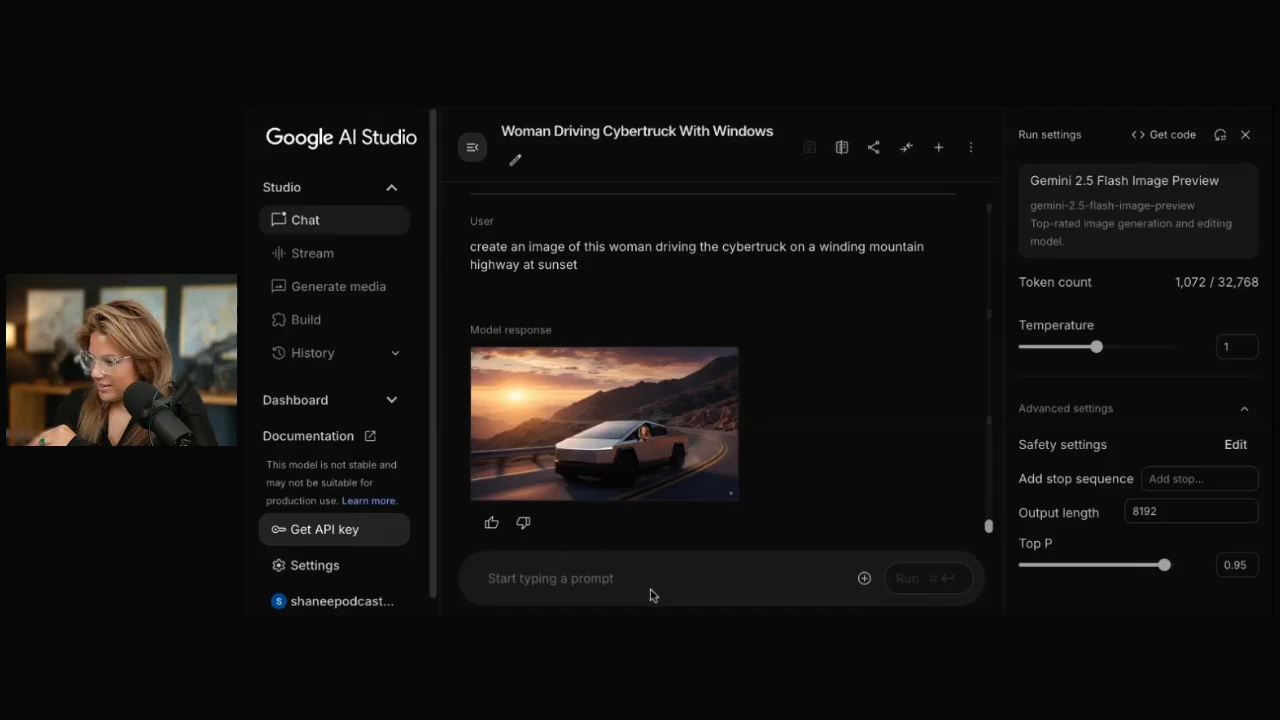 Google AI Studio
Studio
Chat
Stream
Generate media
Build
History
Dashboard
Documentation
This model is not stable and
may not be suitable for
production use. Learn more.
Get API key
Settings
S shaneepodcast...
Woman Driving Cybertruck With Windows
User
create an image of this woman driving the cybertruck on a winding mountain
highway at sunset
Model response
Start typing a prompt
Run ⌘
Run settings
<> Get code
Gemini 2.5 Flash Image Preview
gemini-2.5-flash-image-preview
Top-rated image generation and editing
model.
Token count 1,072 / 32,768
Temperature
1
Advanced settings
Safety settings Edit
Add stop sequence Add stop...
Output length 8192
Top P
0.95